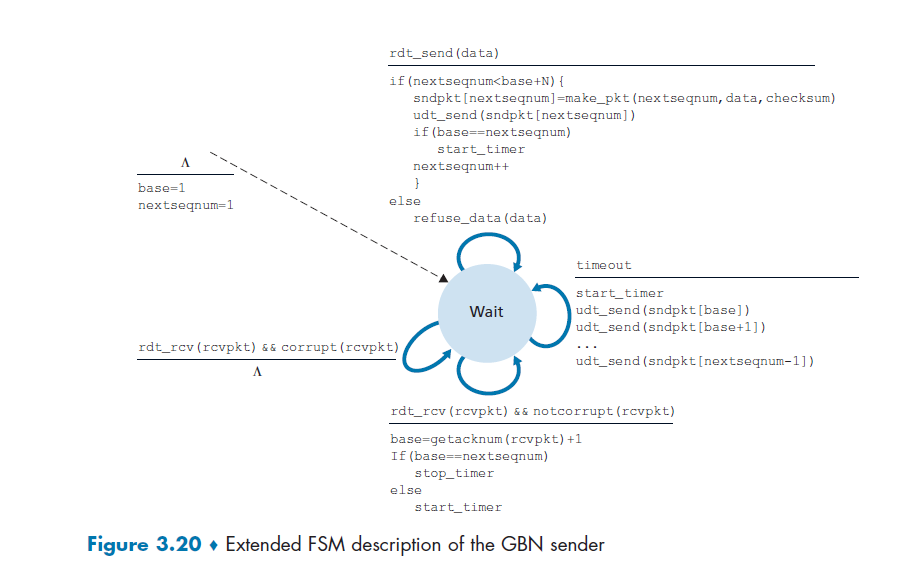 rdt_send(data)
if(nextseqnum<base+N){
sndpkt[nextseqnum]=make_pkt(nextseqnum,data,checksum)
udt_send(sndpkt[nextseqnum])
if(base==nextseqnum)
start_timer
nextseqnum++
}
else
refuse_data(data)
Λ
base=1
nextseqnum=1
timeout
start_timer
udt_send(sndpkt[base])
udt_send(sndpkt[base+1])
...
udt_send(sndpkt[nextseqnum-1])
Wait
rdt_rcv(rcvpkt) && corrupt(rcvpkt)
Λ
rdt_rcv(rcvpkt) && notcorrupt(rcvpkt)
base=getacknum(rcvpkt)+1
If(base==nextseqnum)
stop_timer
else
start_timer
Figure 3.20 ♦ Extended FSM description of the GBN sender